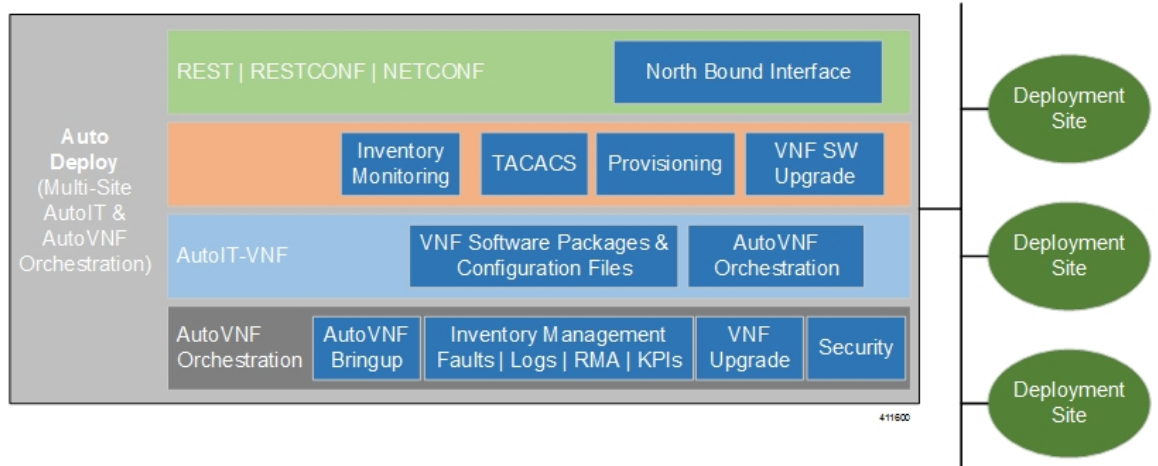 Auto
Deploy
(Multi-Site
AutoIT &
AutoVNF
Orchestration)
REST | RESTCONF | NETCONF
North Bound Interface
Inventory
Monitoring
TACACS
Provisioning
VNF SW
Upgrade
AutoIT-VNF
VNF Software Packages &
Configuration Files
AutoVNF
Orchestration
AutoVNF
Orchestration
AutoVNF
Bringup
Inventory Management
Faults | Logs | RMA | KPIs
VNF
Upgrade
Security
411600
Deployment
Site
Deployment
Site
Deployment
Site